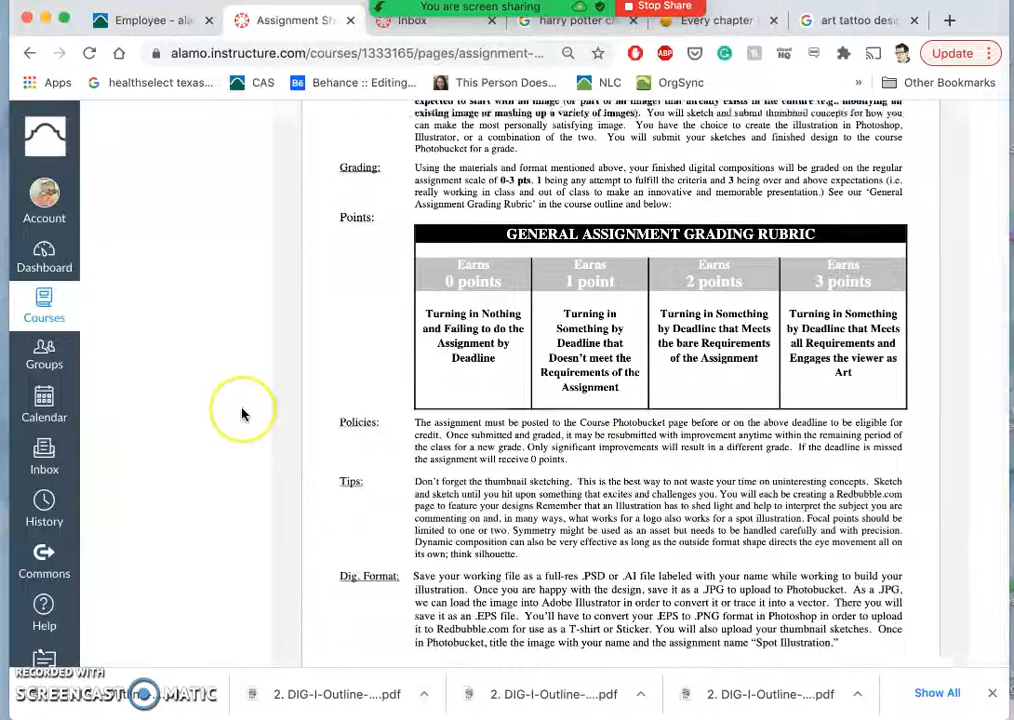 You are screen sharing
Stop Share
Employee - ala
Assignment Sh
Inbox
harry potter c
Every chapter
art tattoo desi
alamo.instructure.com/courses/1333165/pages/assignment-...
Update
Apps
healthselect texas...
CAS
Behance :: Editing...
This Person Does...
NLC
OrgSync
»
Other Bookmarks
Account
Dashboard
Courses
Groups
Calendar
Inbox
History
Commons
Help
expected to start with an image (or part of an image) that already exists in the culture (e.g., modifying an
existing image or mashing up a variety of images). You will sketch and submit thumbnail concepts for how you
can make the most personally satisfying image. You have the choice to create the illustration in Photoshop,
Illustrator, or a combination of the two. You will submit your sketches and finished design to the course
Photobucket for a grade.
Grading: Using the materials and format mentioned above, your finished digital compositions will be graded on the regular
assignment scale of 0-3 pts. 1 being any attempt to fulfill the criteria and 3 being over and above expectations (i.e.
really working in class and out of class to make an innovative and memorable presentation.) See our ‘General
Assignment Grading Rubric’ in the course outline and below:
Points:
GENERAL ASSIGNMENT GRADING RUBRIC
Earns
0 points
Earns
1 point
Earns
2 points
Earns
3 points
Turning in Nothing
and Failing to do the
Assignment by
Deadline
Turning in
Something by
Deadline that
Doesn’t meet the
Requirements of the
Assignment
Turning in Something
by Deadline that Meets
the bare Requirements
of the Assignment
Turning in Something
by Deadline that Meets
all Requirements and
Engages the viewer as
Art
Policies: The assignment must be posted to the Course Photobucket page before or on the above deadline to be eligible for
credit. Once submitted and graded, it may be resubmitted with improvement anytime within the remaining period of
the class for a new grade. Only significant improvements will result in a different grade. If the deadline is missed
the assignment will receive 0 points.
Tips: Don’t forget the thumbnail sketching. This is the best way to not waste your time on uninteresting concepts. Sketch
and sketch until you hit upon something that excites and challenges you. You will each be creating a Redbubble.com
page to feature your designs Remember that an Illustration has to shed light and help to interpret the subject you are
commenting on and, in many ways, what works for a logo also works for a spot illustration. Focal points should be
limited to one or two. Symmetry might be used as an asset but needs to be handled carefully and with precision.
Dynamic composition can also be very effective as long as the outside format shape directs the eye movement all on
its own; think silhouette.
Dig. Format: Save your working file as a full-res .PSD or .AI file labeled with your name while working to build your
illustration. Once you are happy with the design, save it as a .JPG to upload to Photobucket. As a .JPG,
we can load the image into Adobe Illustrator in order to convert it or trace it into a vector. There you will
save it as an .EPS file. You’ll have to convert your .EPS to .PNG format in Photoshop in order to upload
it to Redbubble.com for use as a T-shirt or Sticker. You will also upload your thumbnail sketches. Once
in Photobucket, title the image with your name and the assignment name “Spot Illustration.”
RECORDED WITH
SCREENCAST-O-MATIC
2. DIG-I-Outline-....pdf
2. DIG-I-Outline-....pdf
2. DIG-I-Outline-....pdf
Show All